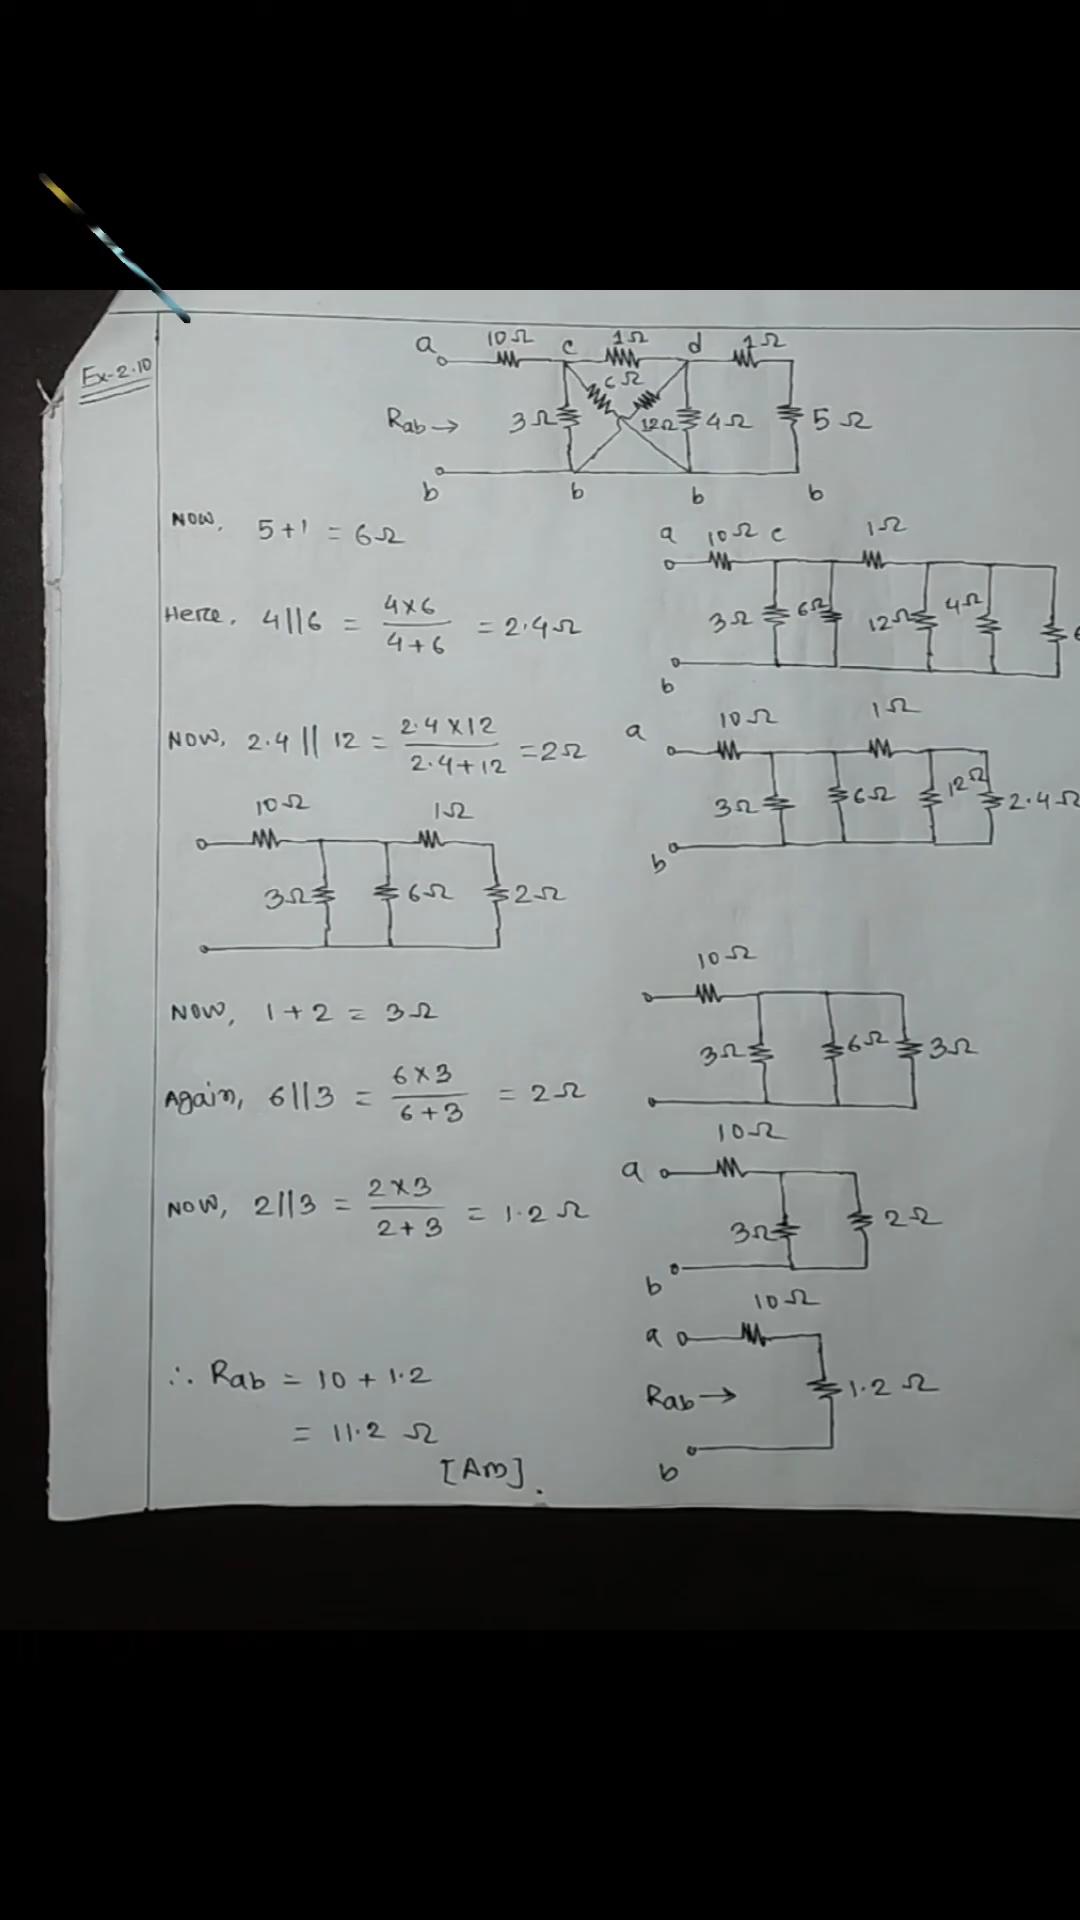 Ex-2.10
a 10Ω c 1Ω d 1Ω
6Ω
Rab→ 3Ω 12Ω 4Ω 5Ω
b b b b
Now, 5+1 = 6Ω
a 10Ω c 1Ω
3Ω 6Ω 12Ω 4Ω 6
b
Here, 4||6 = 4×6 / 4+6 = 2.4Ω
Now, 2.4 || 12 = 2.4 × 12 / 2.4+12 = 2Ω
a 10Ω 1Ω
3Ω 6Ω 12Ω 2.4Ω
b
10Ω 1Ω
3Ω 6Ω 2Ω
Now, 1+2 = 3Ω
10Ω
3Ω 6Ω 3Ω
Again, 6||3 = 6×3 / 6+3 = 2Ω
Now, 2||3 = 2×3 / 2+3 = 1.2Ω
10Ω
a
3Ω 2Ω
b
10Ω
a
Rab→ 1.2Ω
b
∴ Rab = 10+1.2
= 11.2 Ω
[Ans].